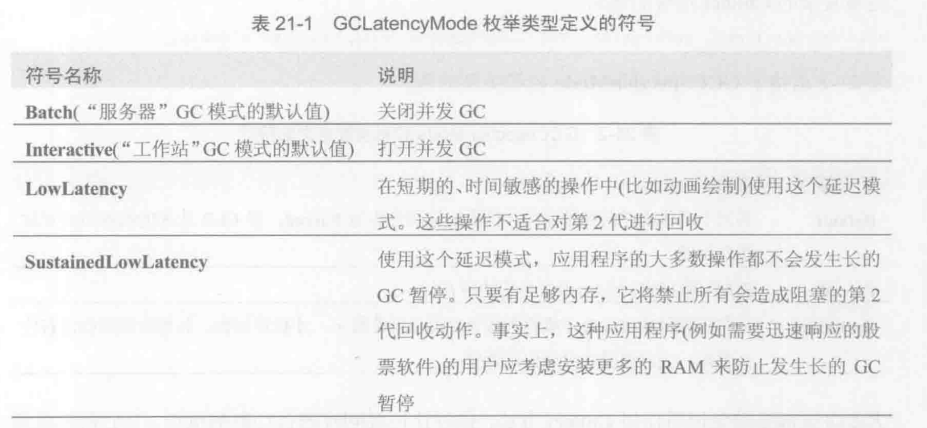 表 21-1 GCLatencyMode 枚举类型定义的符号
符号名称 说明
Batch(“服务器”GC 模式的默认值) 关闭并发 GC
Interactive(“工作站”GC 模式的默认值) 打开并发 GC
LowLatency 在短期的、时间敏感的操作中(比如动画绘制)使用这个延迟模
式。这些操作不适合对第 2 代进行回收
SustainedLowLatency 使用这个延迟模式，应用程序的大多数操作都不会发生长的
GC 暂停。只要有足够内存，它将禁止所有会造成阻塞的第 2
代回收动作。事实上，这种应用程序(例如需要迅速响应的股
票软件)的用户应考虑安装更多的 RAM 来防止发生长的 GC
暂停